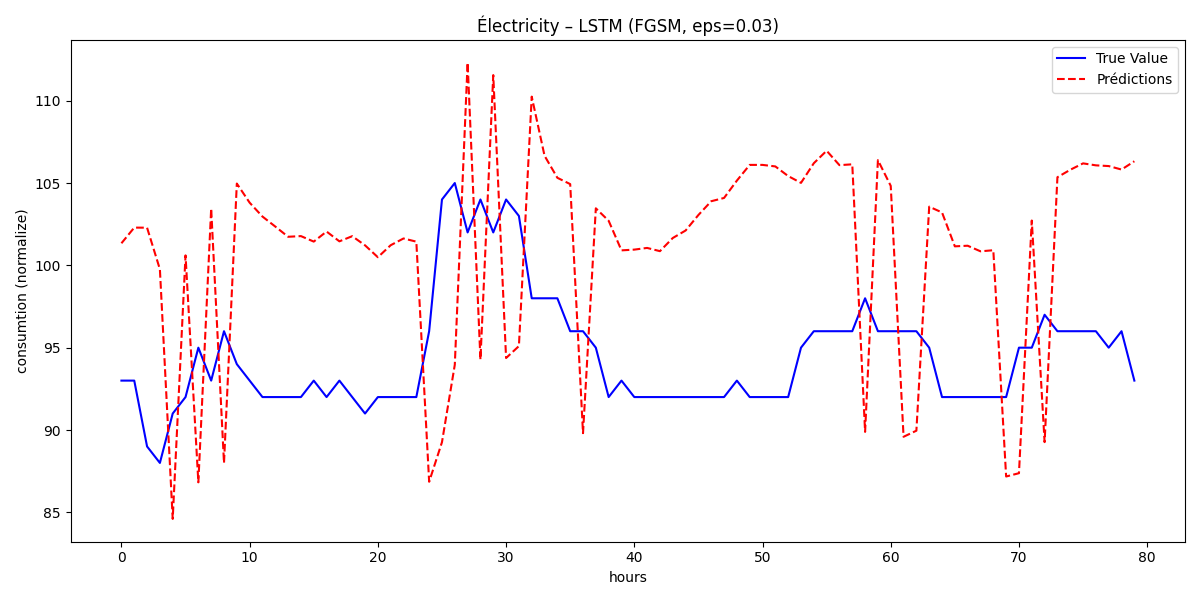 Électricity – LSTM (FGSM, eps=0.03)
True Value
Prédictions
consumtion (normalize)
110
105
100
95
90
85
0 10 20 30 40 50 60 70 80
hours